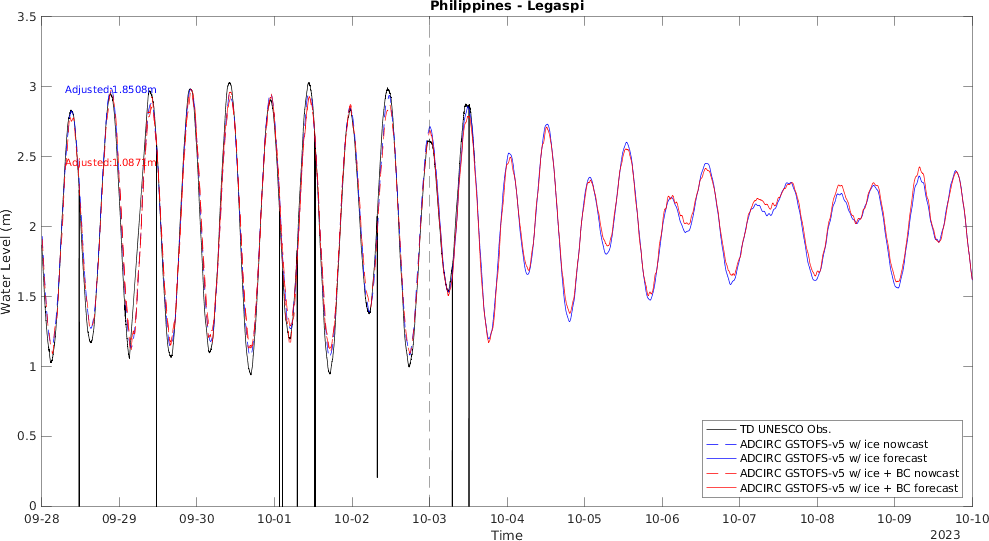 Philippines - Legaspi
3.5
3
2.5
2
1.5
1
0.5
0
Water Level (m)
Adjusted:1.8508m
Adjusted:1.0871m
TD UNESCO Obs.
ADCIRC GSTOFS-v5 w/ ice nowcast
ADCIRC GSTOFS-v5 w/ ice forecast
ADCIRC GSTOFS-v5 w/ ice + BC nowcast
ADCIRC GSTOFS-v5 w/ ice + BC forecast
09-28 09-29 09-30 10-01 10-02 10-03 10-04 10-05 10-06 10-07 10-08 10-09 10-10
Time
2023